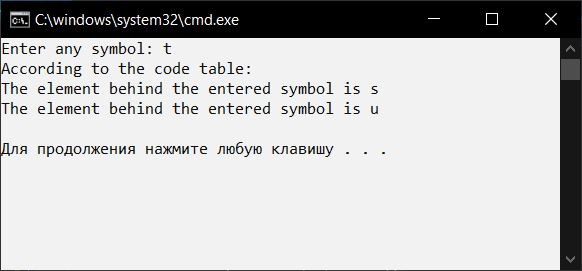 C:\windows\system32\cmd.exe
Enter any symbol: t
According to the code table:
The element behind the entered symbol is s
The element behind the entered symbol is u
Для продолжения нажмите любую клавишу . . .